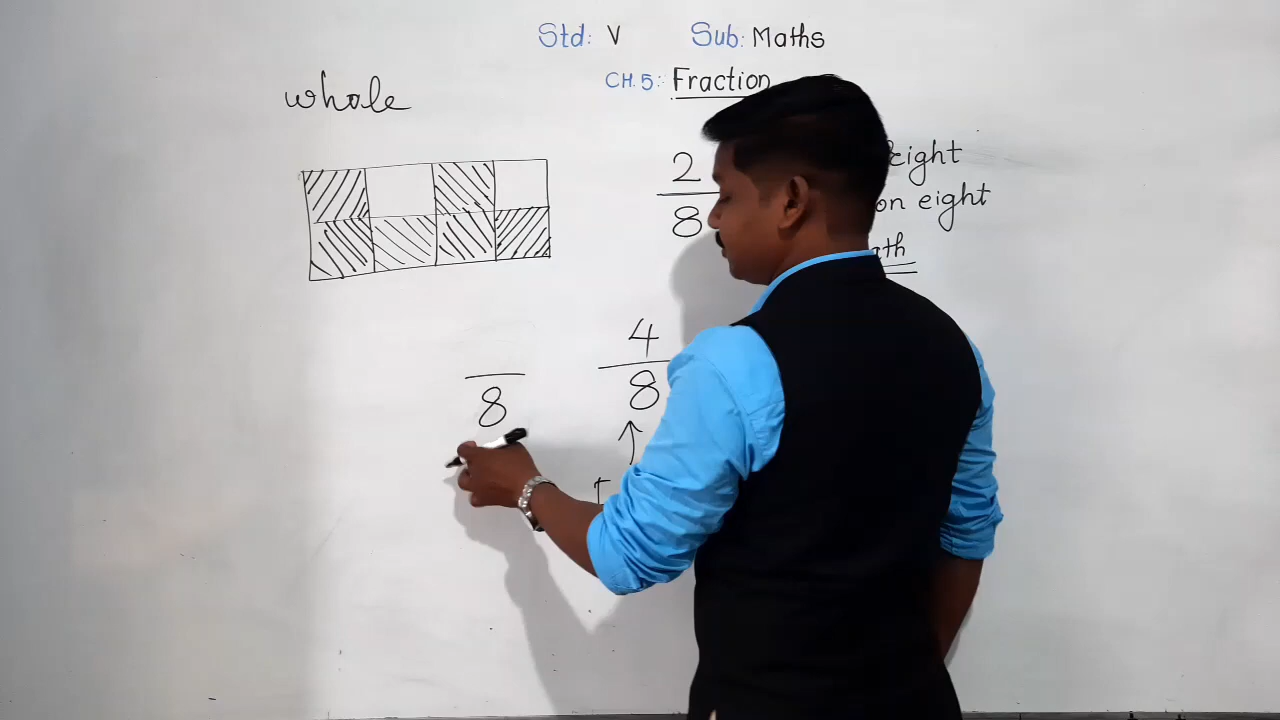 Std: V Sub: Maths
CH. 5: Fraction
whole
2
8
eight
on eight
4
8
8